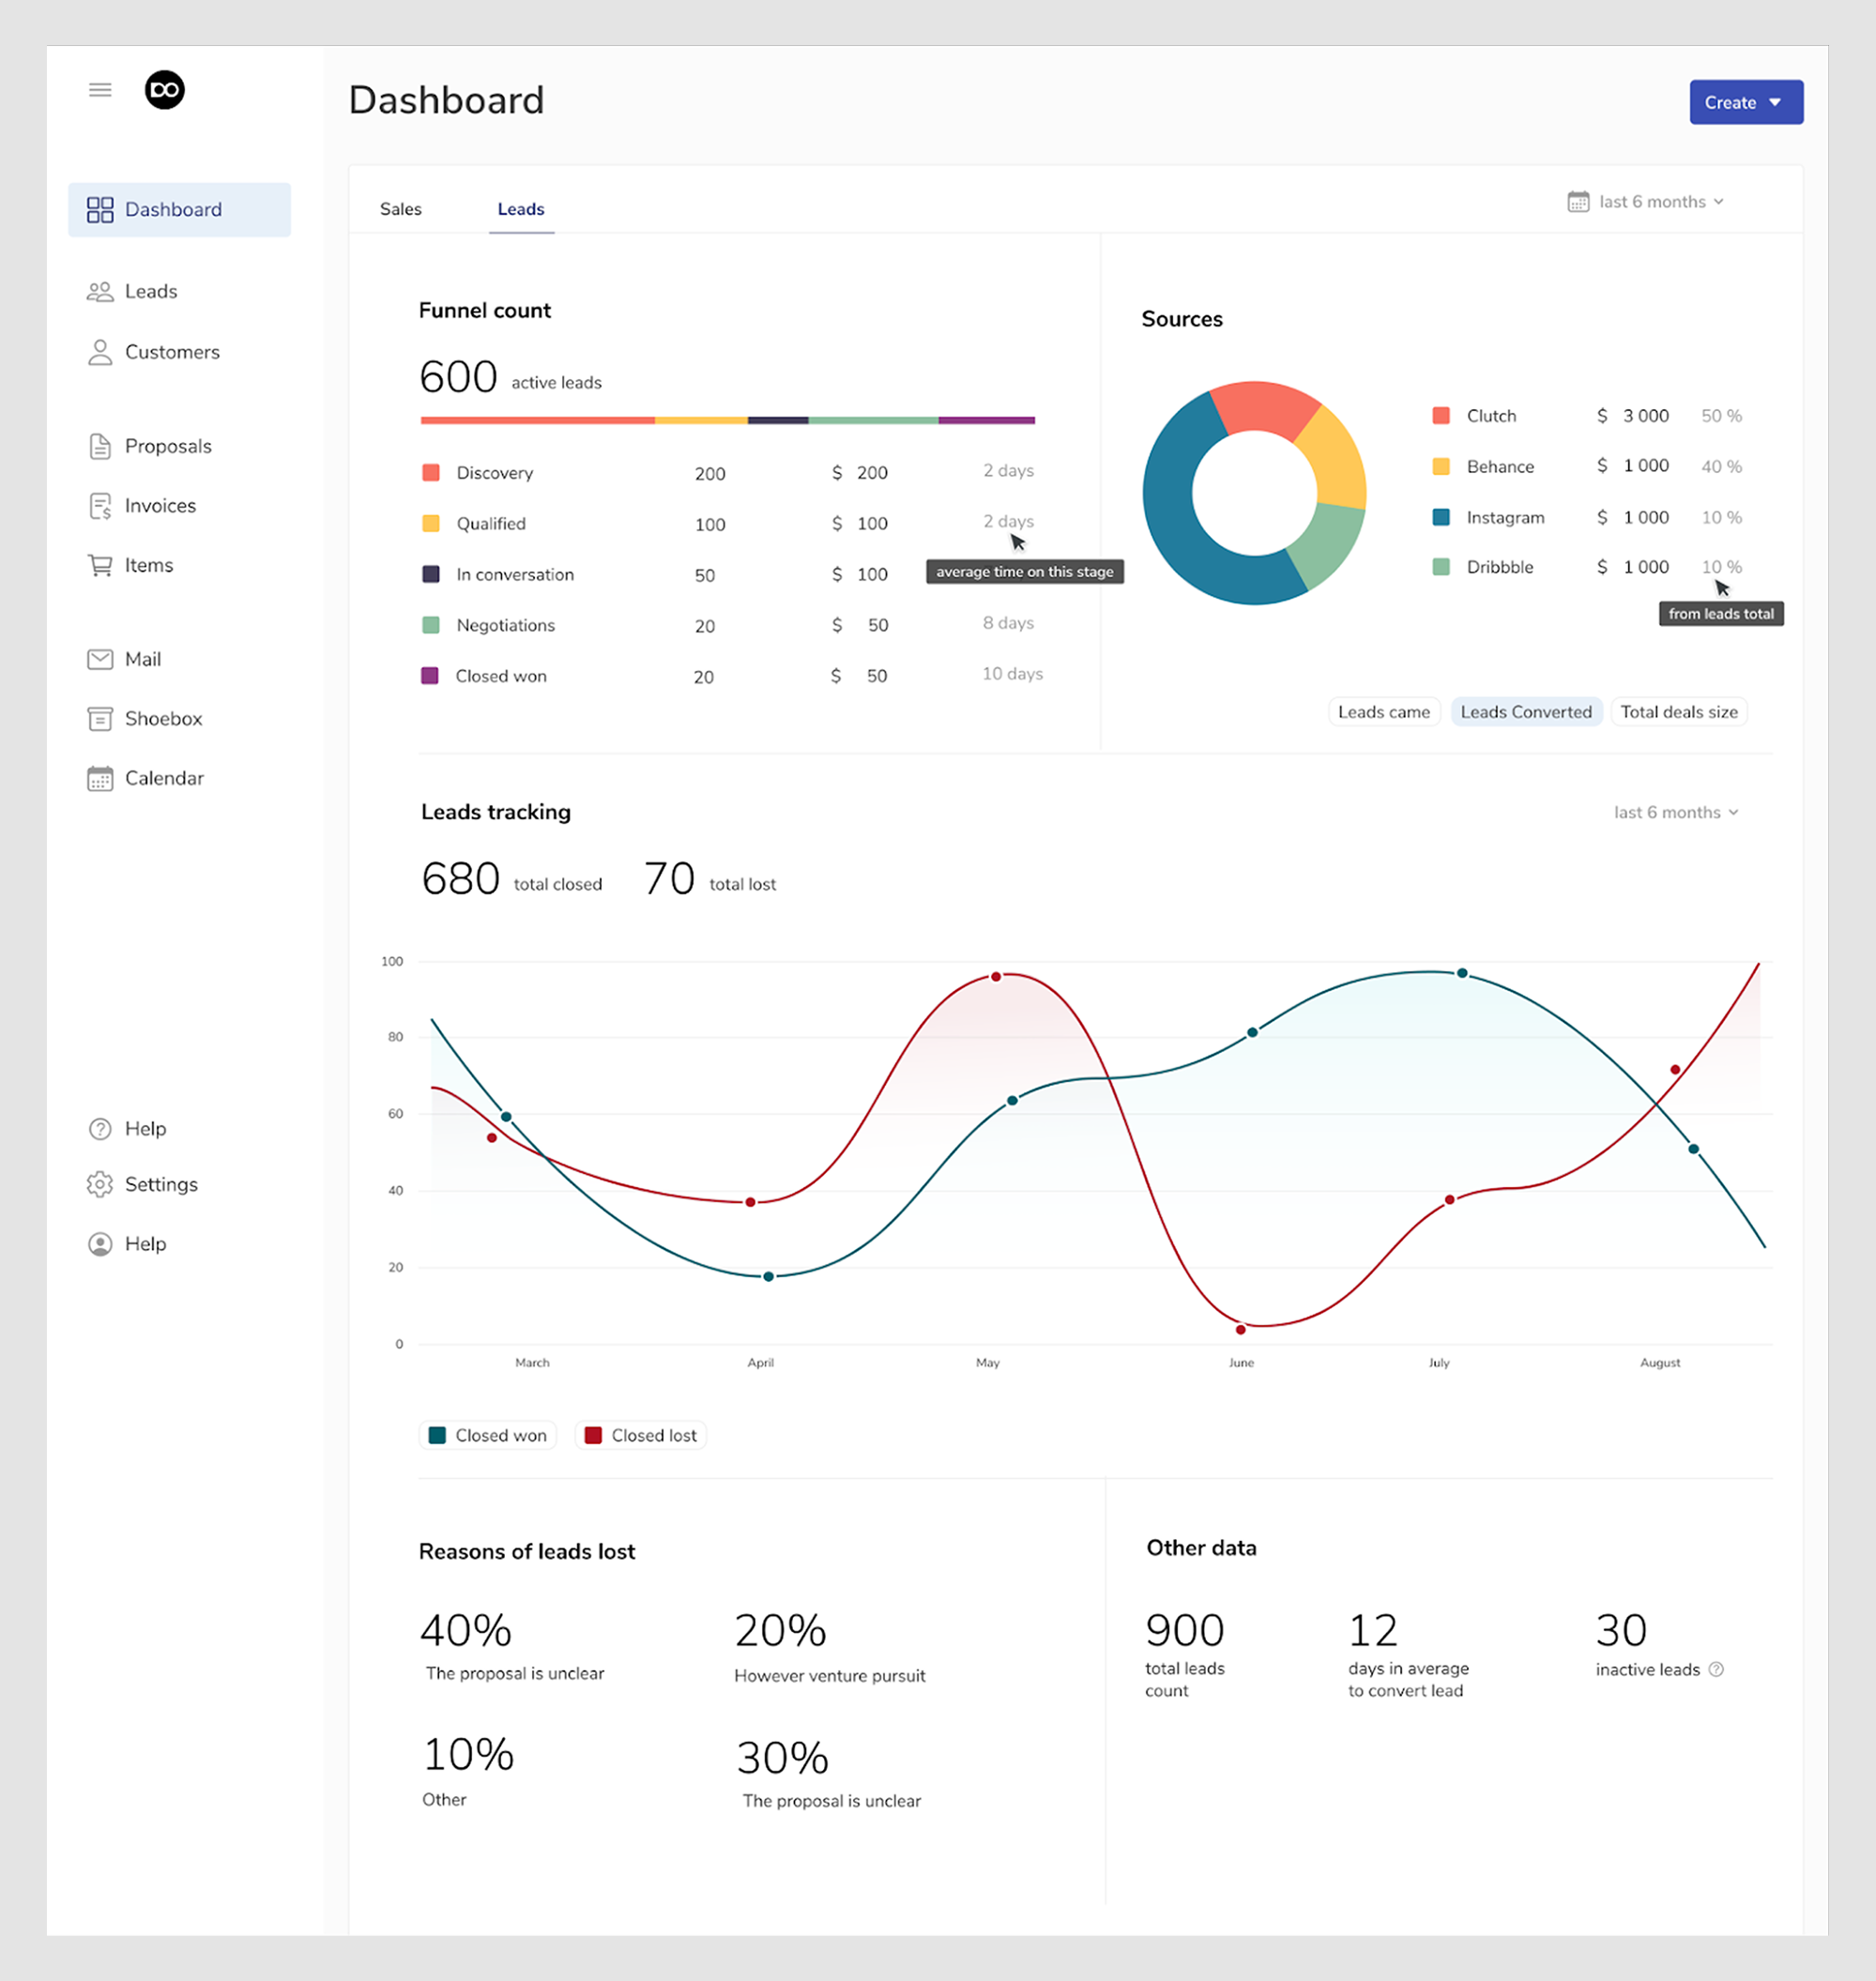 DO
Dashboard
Create
Dashboard
Leads
Customers
Proposals
Invoices
Items
Mail
Shoebox
Calendar
Help
Settings
Help
Sales Leads
last 6 months
Funnel count
600 active leads
Discovery 200 $ 200 2 days
Qualified 100 $ 100 2 days
In conversation 50 $ 100
average time on this stage
Negotiations 20 $ 50 8 days
Closed won 20 $ 50 10 days
Sources
Clutch $ 3 000 50 %
Behance $ 1 000 40 %
Instagram $ 1 000 10 %
Dribbble $ 1 000 10 %
from leads total
Leads came Leads Converted Total deals size
Leads tracking
last 6 months
680 total closed 70 total lost
100
80
60
40
20
0
March April May June July August
Closed won Closed lost
Reasons of leads lost
40%
The proposal is unclear
20%
However venture pursuit
10%
Other
30%
The proposal is unclear
Other data
900
total leads
count
12
days in average
to convert lead
30
inactive leads ?